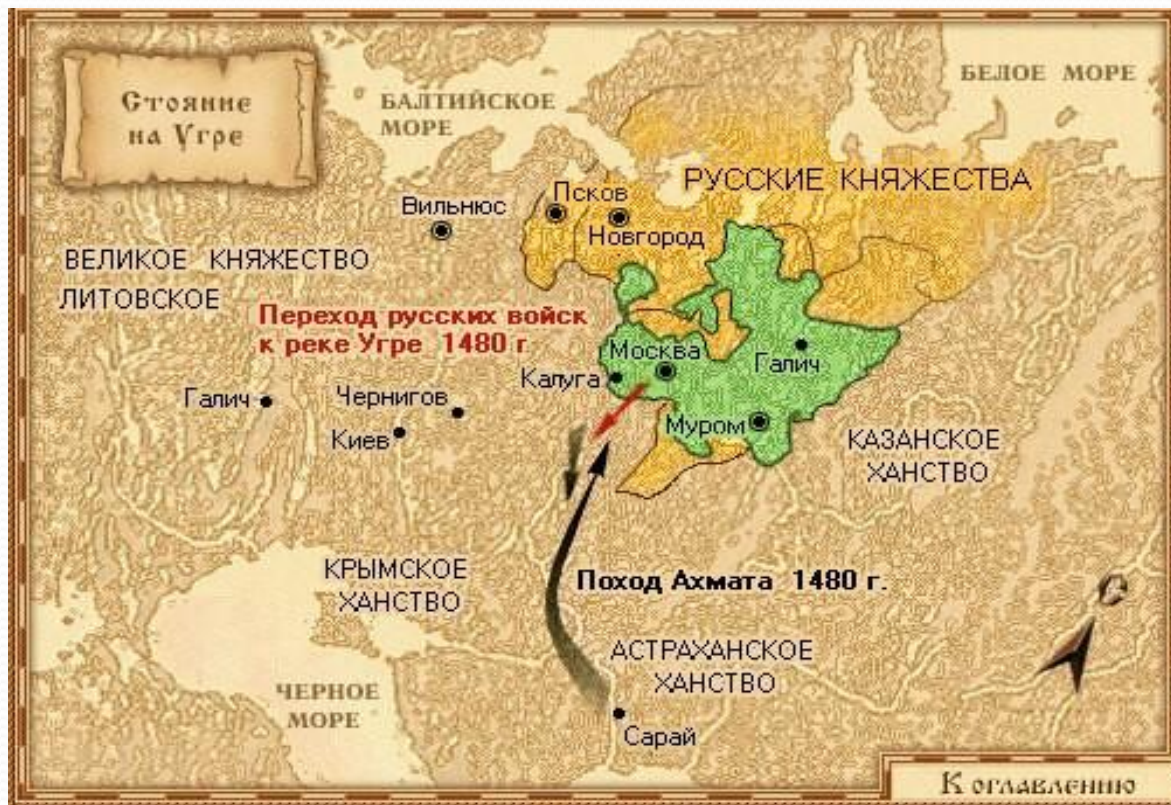 Стояние
на Угре
БАЛТИЙСКОЕ
МОРЕ
БЕЛОЕ МОРЕ
РУССКИЕ КНЯЖЕСТВА
Псков
Вильнюс
Новгород
ВЕЛИКОЕ КНЯЖЕСТВО
ЛИТОВСКОЕ
Переход русских войск
к реке Угре 1480 г.
Москва
Галич
Калуга
Галич
Чернигов
Киев
Муром
КАЗАНСКОЕ
ХАНСТВО
КРЫМСКОЕ
ХАНСТВО
Поход Ахмата 1480 г.
С
АСТРАХАНСКОЕ
ХАНСТВО
ЧЕРНОЕ
МОРЕ
Сарай
К оглавлению